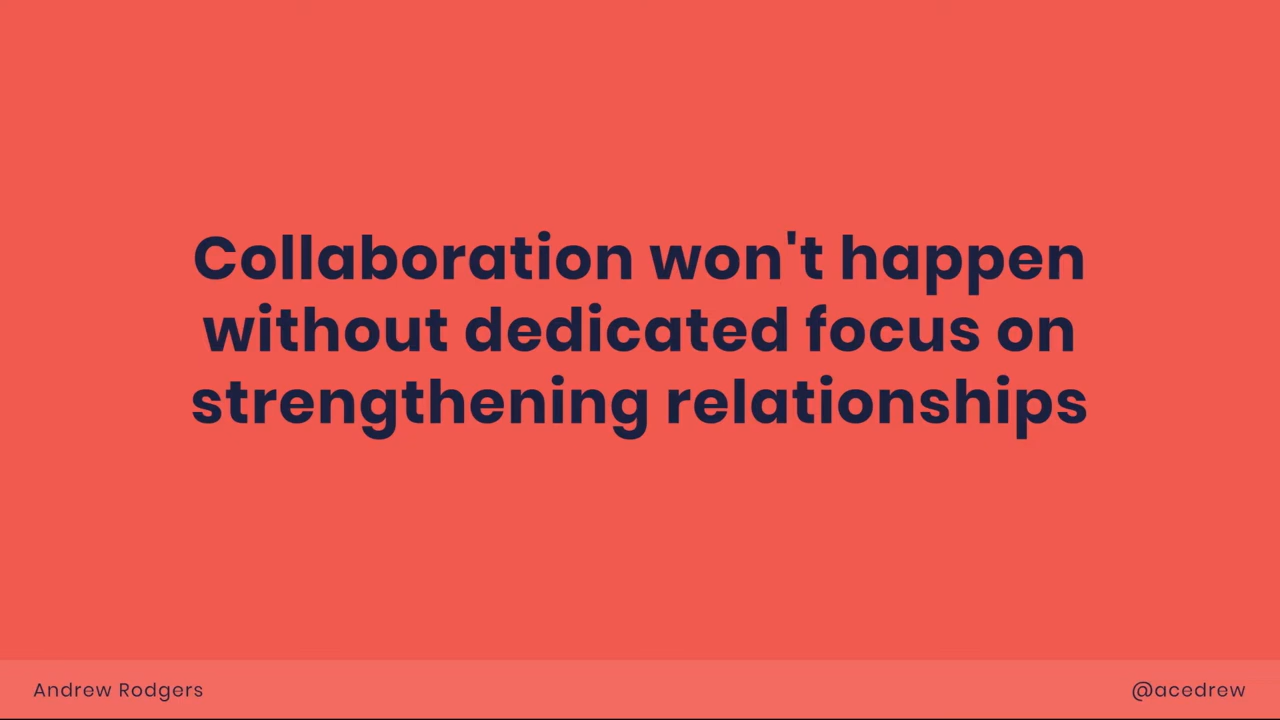 Collaboration won't happen
without dedicated focus on
strengthening relationships
Andrew Rodgers
@acedrew